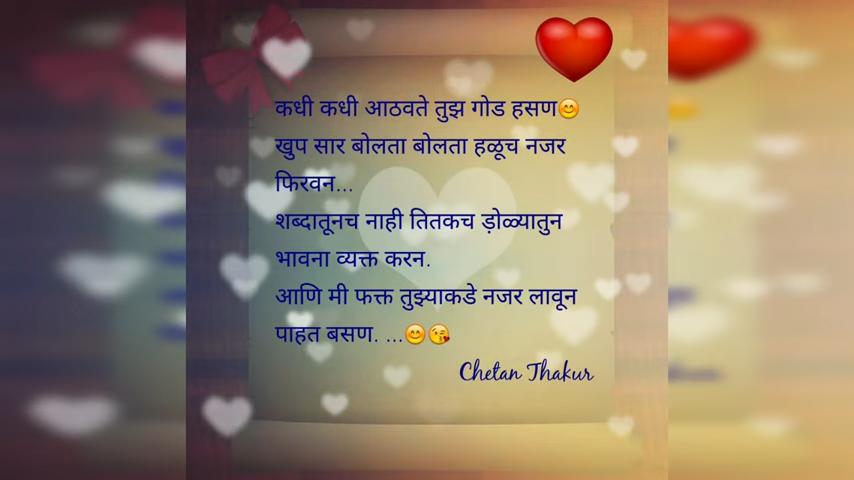 कधी कधी आठवते तुझ गोड हसण😊
खुप सार बोलता बोलता हळूच नजर
फिरवन...
शब्दातूनच नाही तितकच ड़ोळ्यातुन
भावना व्यक्त करन.
आणि मी फक्त तुझ्याकडे नजर लावून
पाहत बसण. ...😊😘
Chetan Thakur